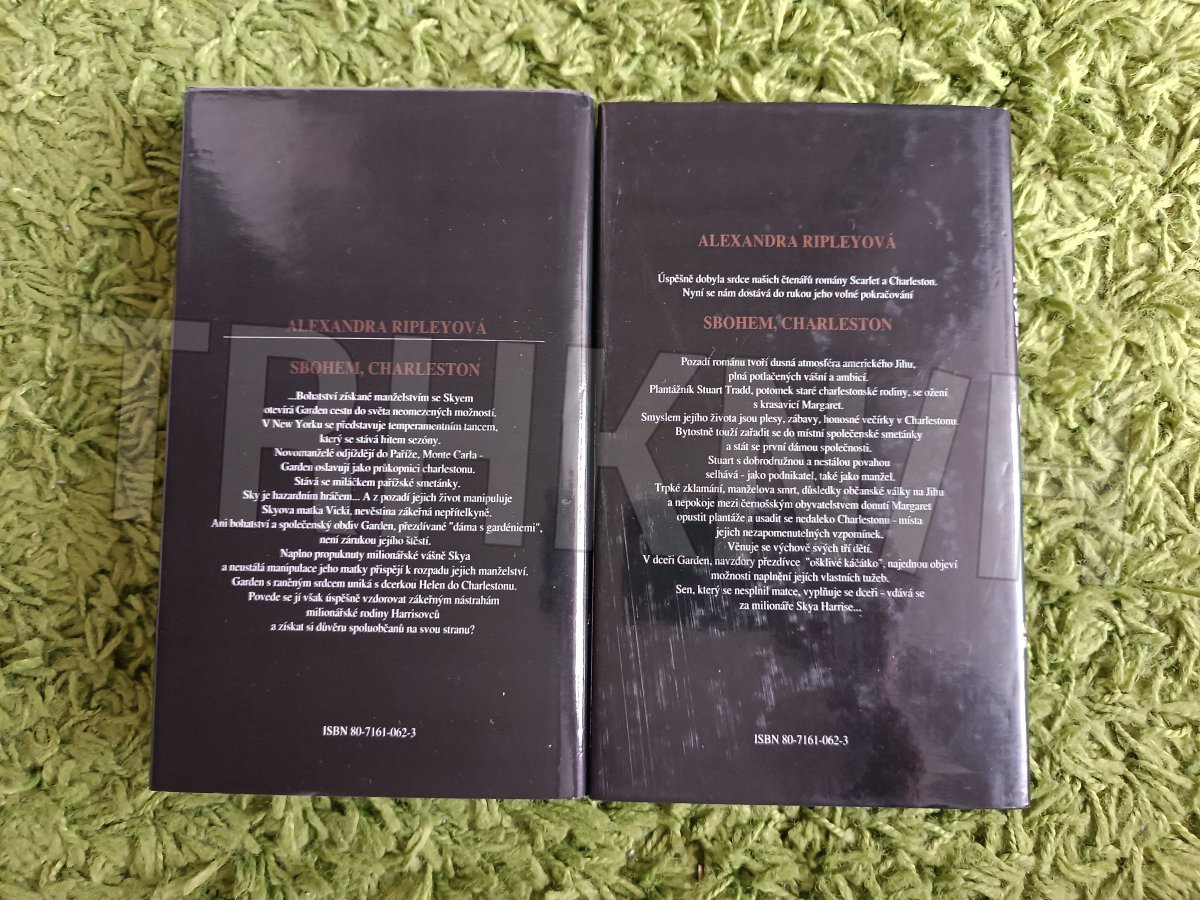 ALEXANDRA RIPLEYOVÁ
SBOHEM, CHARLESTON
...Bohatství získané manželstvím se Skyem
otevírá Garden cestu do světa neomezených možností.
V New Yorku se představuje temperamentním tancem,
který se stává hitem sezóny.
Novomanželé odjíždějí do Paříže, Monte Carla -
Garden oslavují jako průkopnici charlestonu.
Stává se miláčkem pařížské smetánky.
Sky je hazardním hráčem... A z pozadí jejich život manipuluje
Skyova matka Vicki, nevěstina zákeřná nepřítelkyně.
Ani bohatství a společenský obdiv Garden, přezdívané "dáma s gardéniemi",
není zárukou jejího šičstí.
Naplno propuknuty milionářské vášně Skya
a neustálá manipulace jeho matky přispějí k rozpadu jejich manželství.
Garden s raněným srdcem uniká s dcerkou Helen do Charlestonu.
Povede se jí však úspěšně vzdorovat zákeřným nástrahám
milionářské rodiny Harrisovců
a získat si důvěru spoluobčanů na svou stranu?
ISBN 80-7161-062-3
ALEXANDRA RIPLEYOVÁ
Úspěšně dobyla srdce našich čtenářů romány Scarlet a Charleston.
Nyní se nám dostává do rukou jeho volné pokračování
SBOHEM, CHARLESTON
Pozadí románu tvoří dusná atmosféra amerického Jihu,
plná potlačených vášní a ambicí.
Plantážník Stuart Tradd, potomek staré charlestonské rodiny, se ožení
s krasavicí Margaret.
Smyslem jejího života jsou plesy, zábavy, honosné večírky v Charlestonu.
Bytostně touží zařadit se do místní společenské smetánky
a stát se první dámou společnosti.
Stuart s dobrodružnou a nestálou povahou
selhává - jako podnikatel, také jako manžel.
Trpké zklamání, manželova smrt, důsledky občanské války na Jihu
a nepokoje mezi černošským obyvatelstvem donutí Margaret
opustit plantáže a usadit se nedaleko Charlestonu - místa
jejich nezapomenutelných vzpomínek.
Věnuje se výchově svých tří dětí.
V dceři Garden, navzdory přezdívce "ošklivé káčátko", najednou objeví
možnosti naplnění jejích vlastních tužeb.
Sen, který se nesplnil matce, vyplňuje se dceři - vdává se
za milionáře Skya Harrise...
ISBN 80-7161-062-3